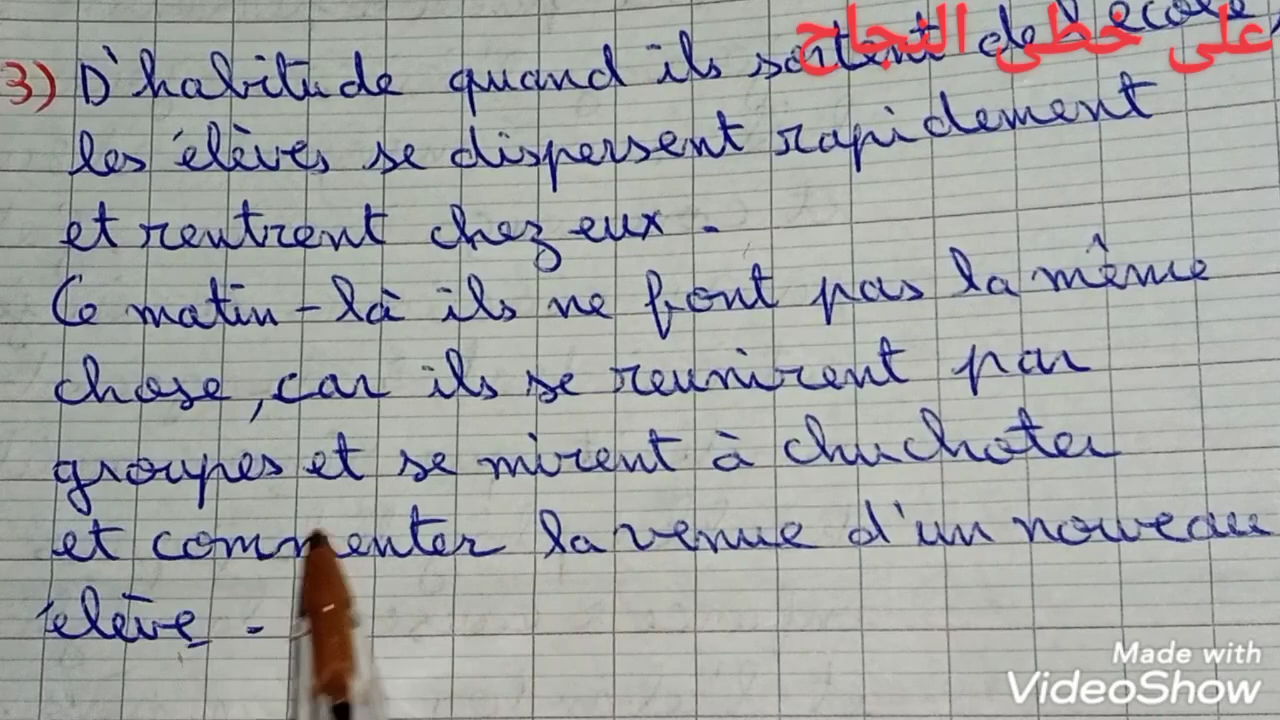 على خطى النجاح
3) D'habitude quand ils sortent de l'école,
les élèves se dispersent rapidement
et rentrent chez eux.
Ce matin-là ils ne font pas la même
chose, car ils se reunirent par
groupes et se mirent à chuchoter
et commenter la venue d'un nouveau
élève.
Made with
VideoShow